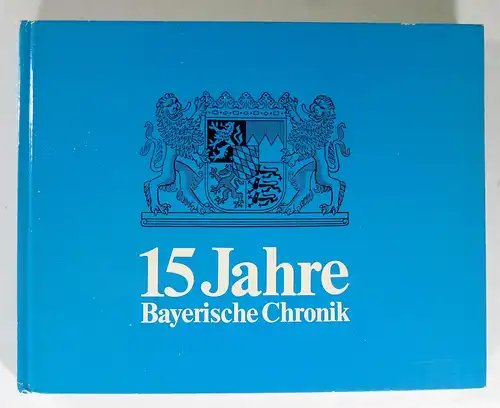 15 Jahre
Bayerische Chronik